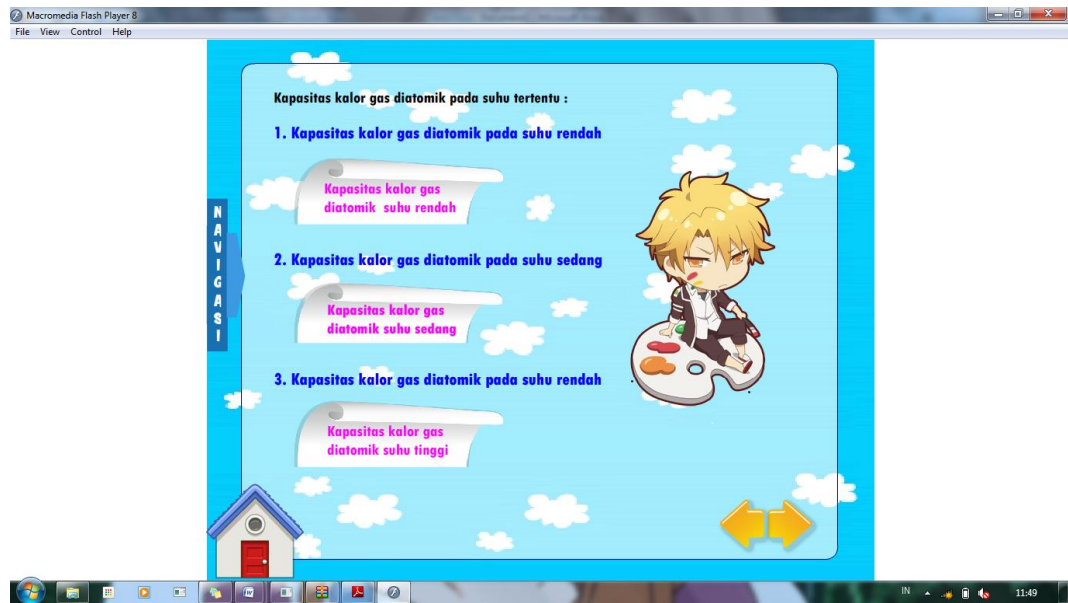 Macromedia Flash Player 8
File View Control Help
Kapasitas kalor gas diatomik pada suhu tertentu :
1. Kapasitas kalor gas diatomik pada suhu rendah
Kapasitas kalor gas
diatomik suhu rendah
NAVIGASI
2. Kapasitas kalor gas diatomik pada suhu sedang
Kapasitas kalor gas
diatomik suhu sedang
3. Kapasitas kalor gas diatomik pada suhu rendah
Kapasitas kalor gas
diatomik suhu tinggi
IN
11:49